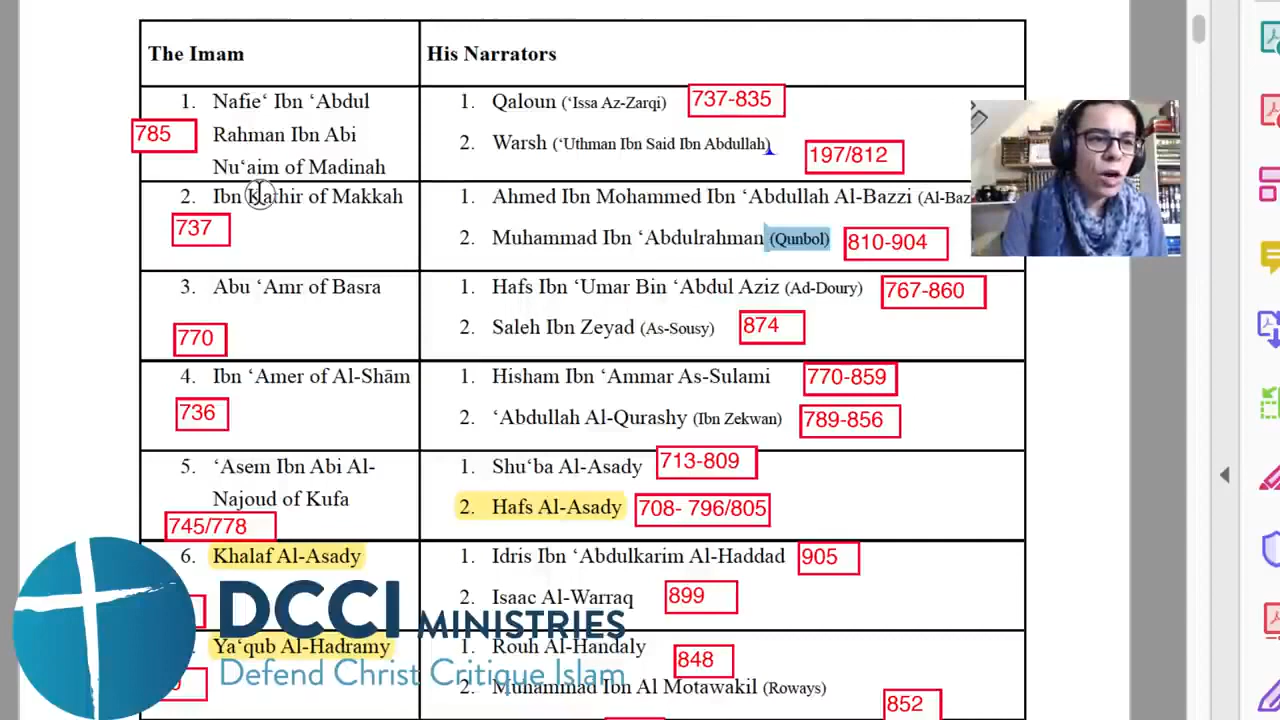 The Imam
His Narrators
1. Nafie‘ Ibn ‘Abdul
Rahman Ibn Abi
Nu‘aim of Madinah
785
1. Qaloun (‘Issa Az-Zarqi) 737-835
2. Warsh (‘Uthman Ibn Said Ibn Abdullah) 197/812
2. Ibn Kathir of Makkah
737
1. Ahmed Ibn Mohammed Ibn ‘Abdullah Al-Bazzi
2. Muhammad Ibn ‘Abdulrahman (Qunbol) 810-904
3. Abu ‘Amr of Basra
770
1. Hafs Ibn ‘Umar Bin ‘Abdul Aziz (Ad-Doury) 767-860
2. Saleh Ibn Zeyad (As-Sousy) 874
4. Ibn ‘Amer of Al-Shām
736
1. Hisham Ibn ‘Ammar As-Sulami 770-859
2. ‘Abdullah Al-Qurashy (Ibn Zekwan) 789-856
5. ‘Asem Ibn Abi Al-
Najoud of Kufa
745/778
1. Shu‘ba Al-Asady 713-809
2. Hafs Al-Asady 708- 796/805
6. Khalaf Al-Asady
1. Idris Ibn ‘Abdulkarim Al-Haddad 905
2. Isaac Al-Warraq 899
Ya‘qub Al-Hadramy
1. Rouh Al-Handaly 848
2. Muhammad Ibn Al Motawakil (Roways) 852
DCCI MINISTRIES
Defend Christ Critique Islam